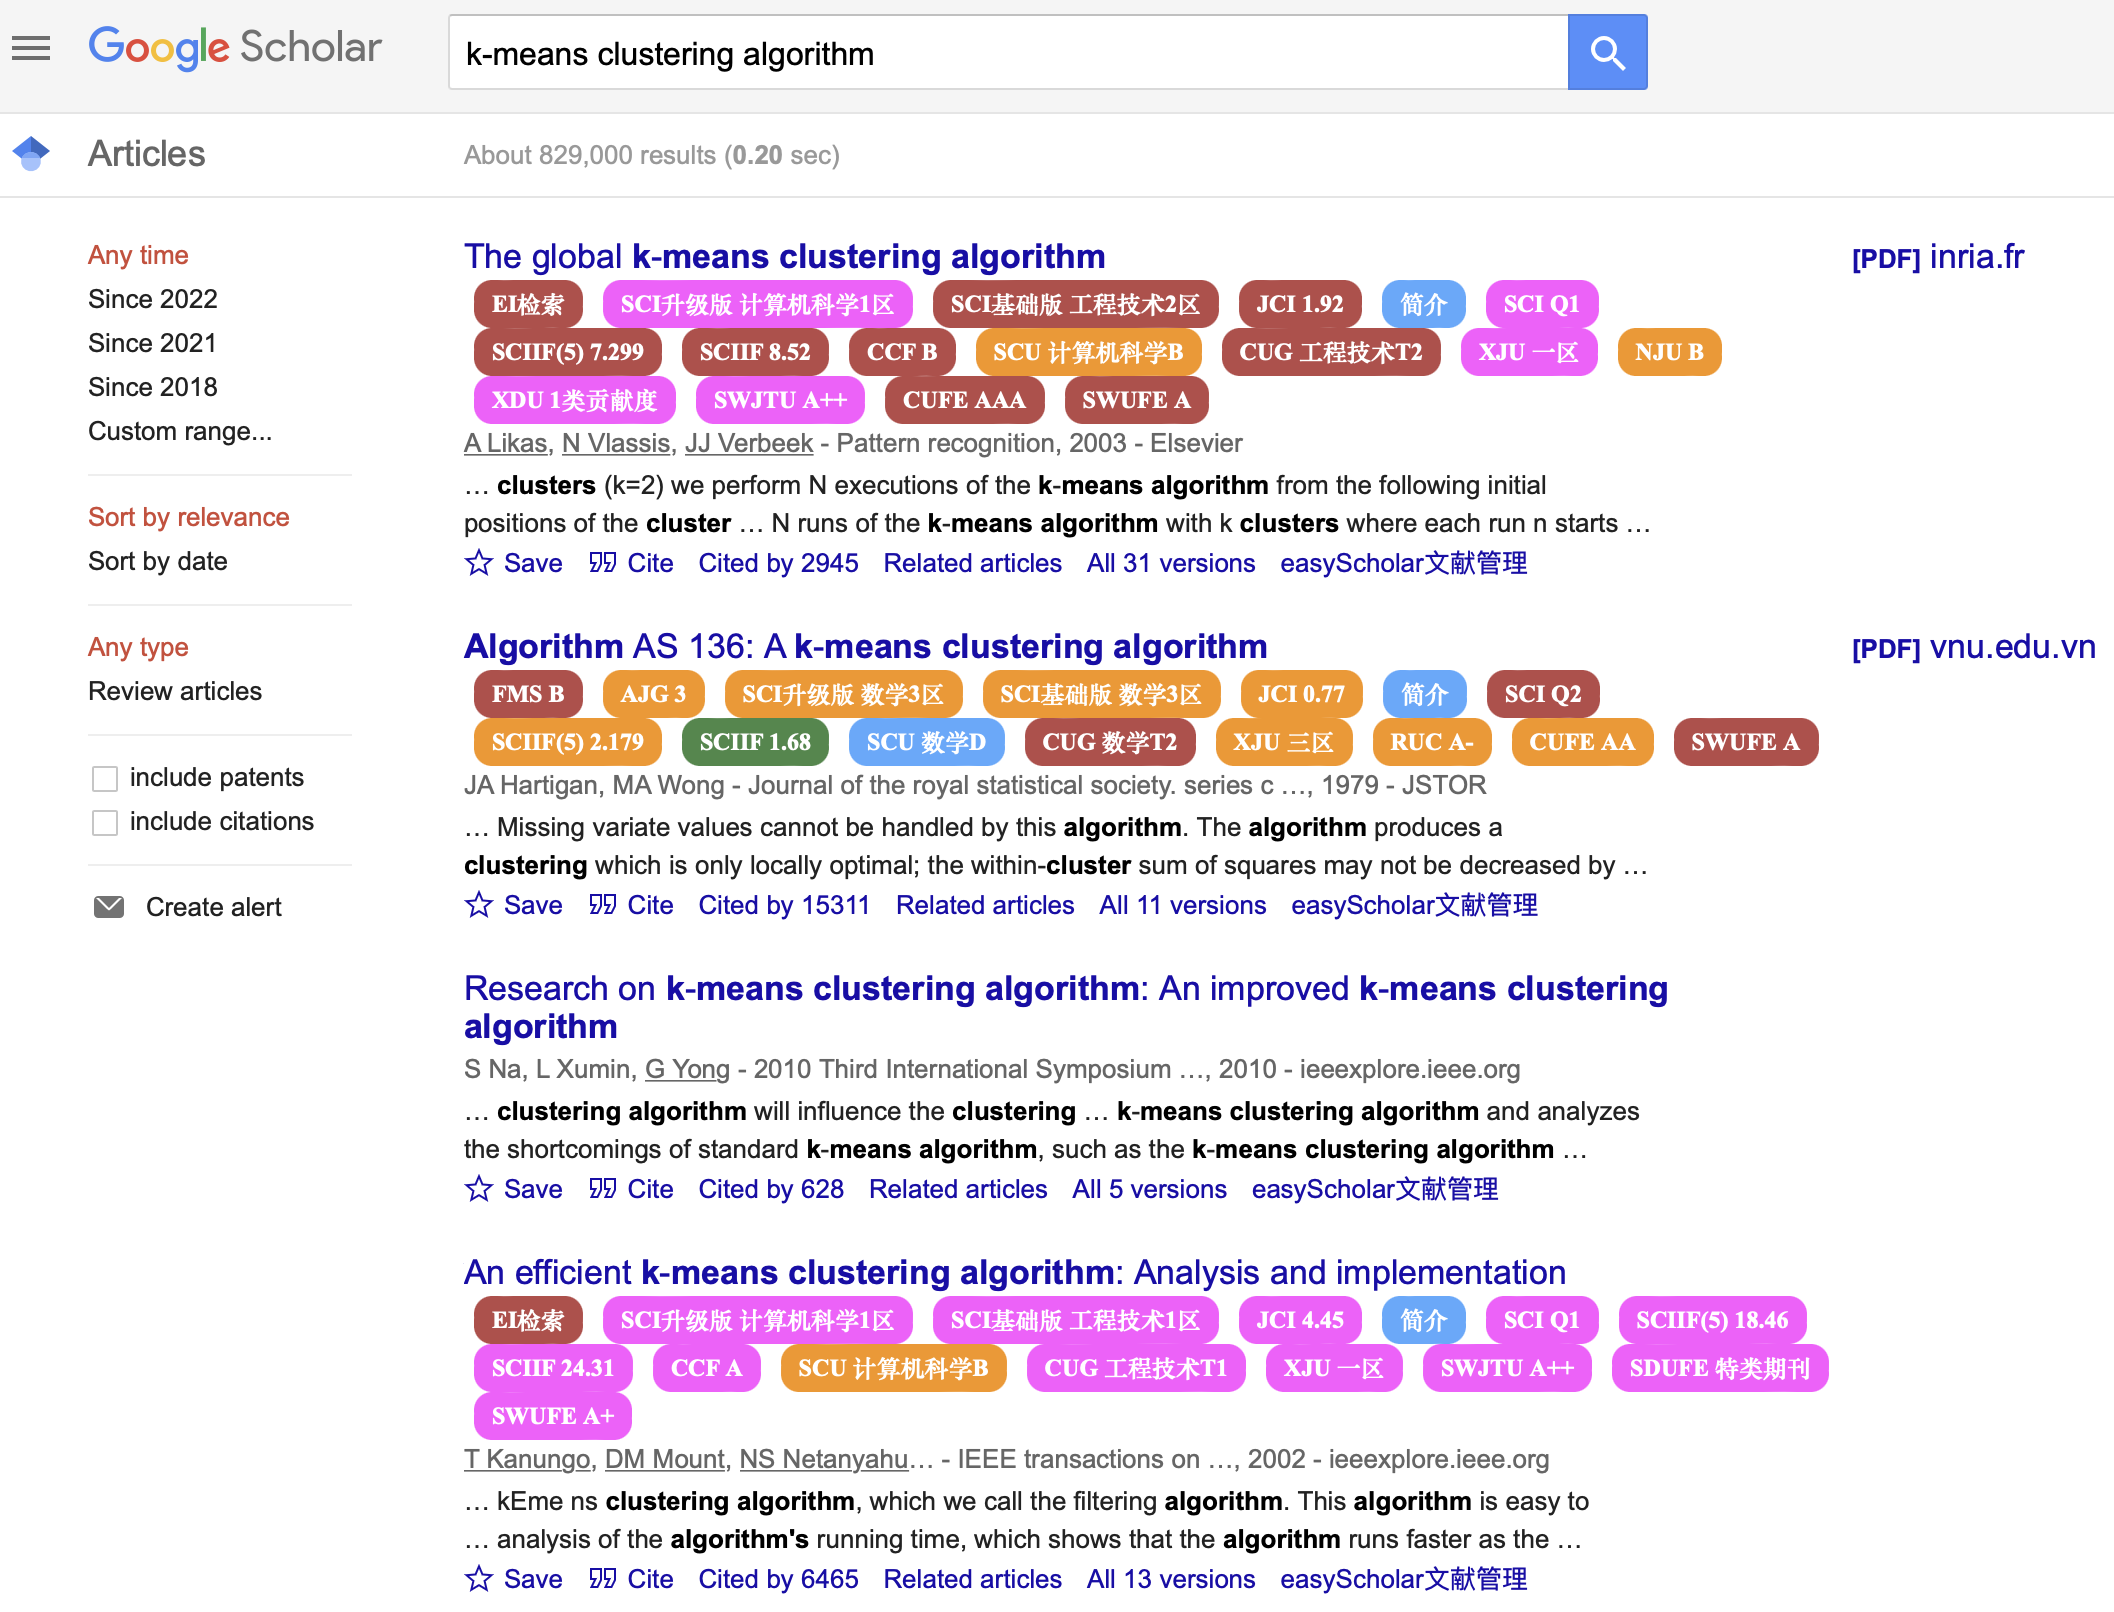 Google Scholar
k-means clustering algorithm
Articles
About 829,000 results (0.20 sec)
Any time
Since 2022
Since 2021
Since 2018
Custom range...
Sort by relevance
Sort by date
Any type
Review articles
include patents
include citations
Create alert
The global k-means clustering algorithm
[PDF] inria.fr
EI检索 SCI升级版 计算机科学1区 SCI基础版 工程技术2区 JCI 1.92 简介 SCI Q1
SCIIF(5) 7.299 SCIIF 8.52 CCF B SCU 计算机科学B CUG 工程技术T2 XJU 一区 NJU B
XDU 1类贡献度 SWJTU A++ CUFE AAA SWUFE A
A Likas, N Vlassis, JJ Verbeek - Pattern recognition, 2003 - Elsevier
… clusters (k=2) we perform N executions of the k-means algorithm from the following initial
positions of the cluster … N runs of the k-means algorithm with k clusters where each run n starts …
Save Cite Cited by 2945 Related articles All 31 versions easyScholar文献管理
Algorithm AS 136: A k-means clustering algorithm
[PDF] vnu.edu.vn
FMS B AJG 3 SCI升级版 数学3区 SCI基础版 数学3区 JCI 0.77 简介 SCI Q2
SCIIF(5) 2.179 SCIIF 1.68 SCU 数学D CUG 数学T2 XJU 三区 RUC A- CUFE AA SWUFE A
JA Hartigan, MA Wong - Journal of the royal statistical society. series c …, 1979 - JSTOR
… Missing variate values cannot be handled by this algorithm. The algorithm produces a
clustering which is only locally optimal; the within-cluster sum of squares may not be decreased by …
Save Cite Cited by 15311 Related articles All 11 versions easyScholar文献管理
Research on k-means clustering algorithm: An improved k-means clustering
algorithm
S Na, L Xumin, G Yong - 2010 Third International Symposium …, 2010 - ieeexplore.ieee.org
… clustering algorithm will influence the clustering … k-means clustering algorithm and analyzes
the shortcomings of standard k-means algorithm, such as the k-means clustering algorithm …
Save Cite Cited by 628 Related articles All 5 versions easyScholar文献管理
An efficient k-means clustering algorithm: Analysis and implementation
EI检索 SCI升级版 计算机科学1区 SCI基础版 工程技术1区 JCI 4.45 简介 SCI Q1 SCIIF(5) 18.46
SCIIF 24.31 CCF A SCU 计算机科学B CUG 工程技术T1 XJU 一区 SWJTU A++ SDUFE 特类期刊
SWUFE A+
T Kanungo, DM Mount, NS Netanyahu… - IEEE transactions on …, 2002 - ieeexplore.ieee.org
… kEme ns clustering algorithm, which we call the filtering algorithm. This algorithm is easy to
… analysis of the algorithm's running time, which shows that the algorithm runs faster as the …
Save Cite Cited by 6465 Related articles All 13 versions easyScholar文献管理